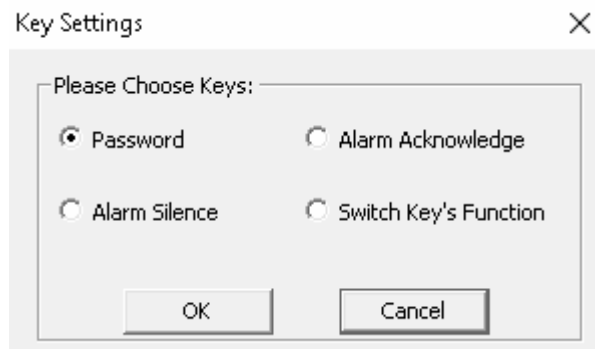 Key Settings
Please Choose Keys:
Password Alarm Acknowledge
Alarm Silence Switch Key's Function
OK Cancel